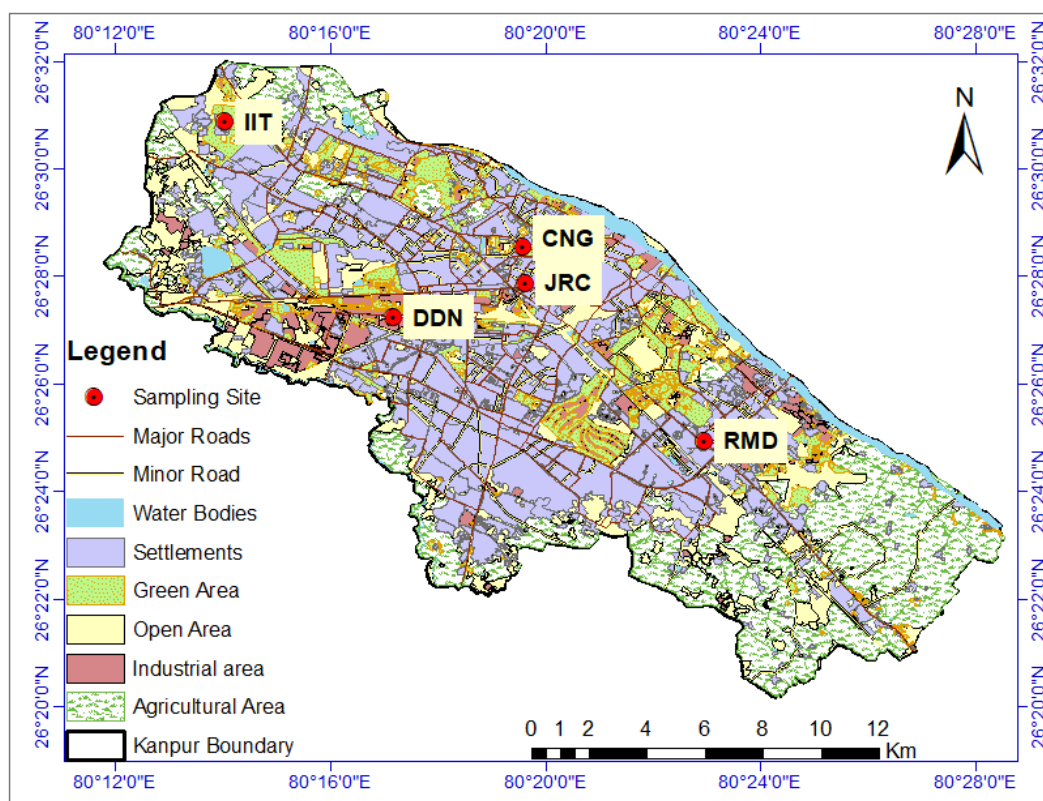 80°12'0"E 80°16'0"E 80°20'0"E 80°24'0"E 80°28'0"E
26°32'0"N
26°32'0"N
N
IIT
26°30'0"N
26°30'0"N
CNG
26°28'0"N
26°28'0"N
JRC
DDN
Legend
26°26'0"N
26°26'0"N
Sampling Site
Major Roads
RMD
Minor Road
26°24'0"N
26°24'0"N
Water Bodies
Settlements
Green Area
26°22'0"N
26°22'0"N
Open Area
Industrial area
Agricultural Area
26°20'0"N
26°20'0"N
Kanpur Boundary
0 1 2 4 6 8 10 12
Km
80°12'0"E 80°16'0"E 80°20'0"E 80°24'0"E 80°28'0"E